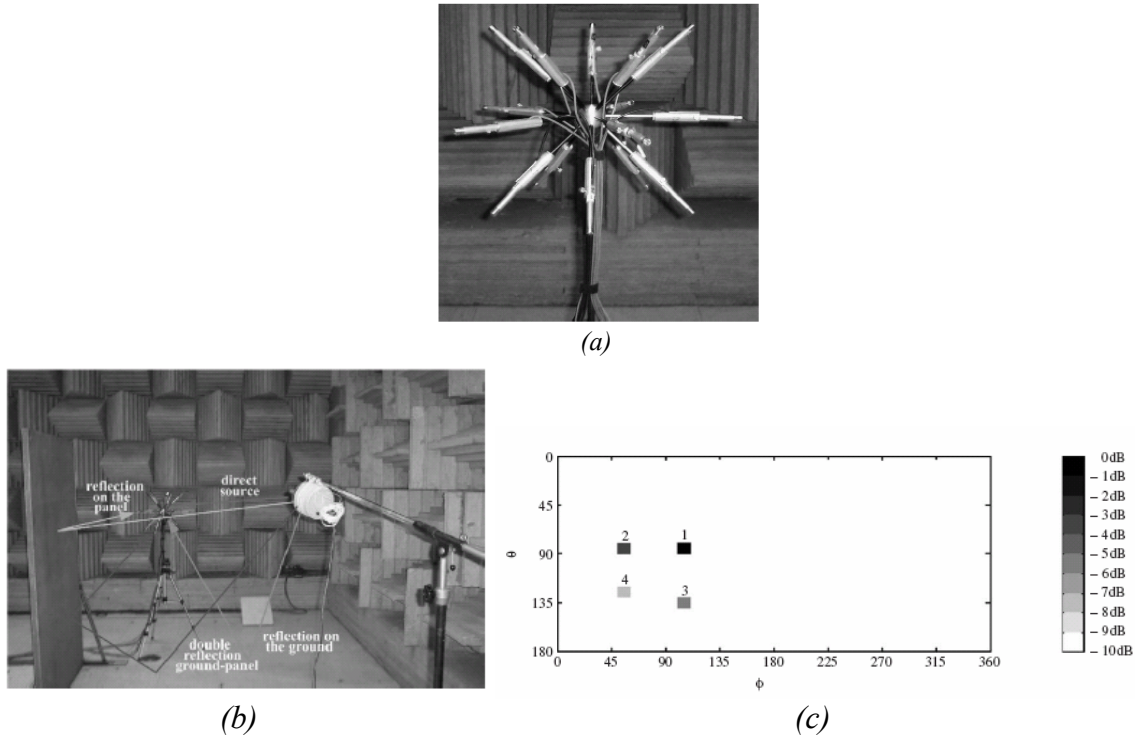 (a)
reflection
on the
panel
direct
source
double
reflection
ground-panel
reflection on
the ground
(b)
0
45
90
135
180
θ
2
1
4
3
0
45
90
135
180
225
270
315
360
ϕ
0dB
– 1dB
– 2dB
– 3dB
– 4dB
– 5dB
– 6dB
– 7dB
– 8dB
– 9dB
– 10dB
(c)